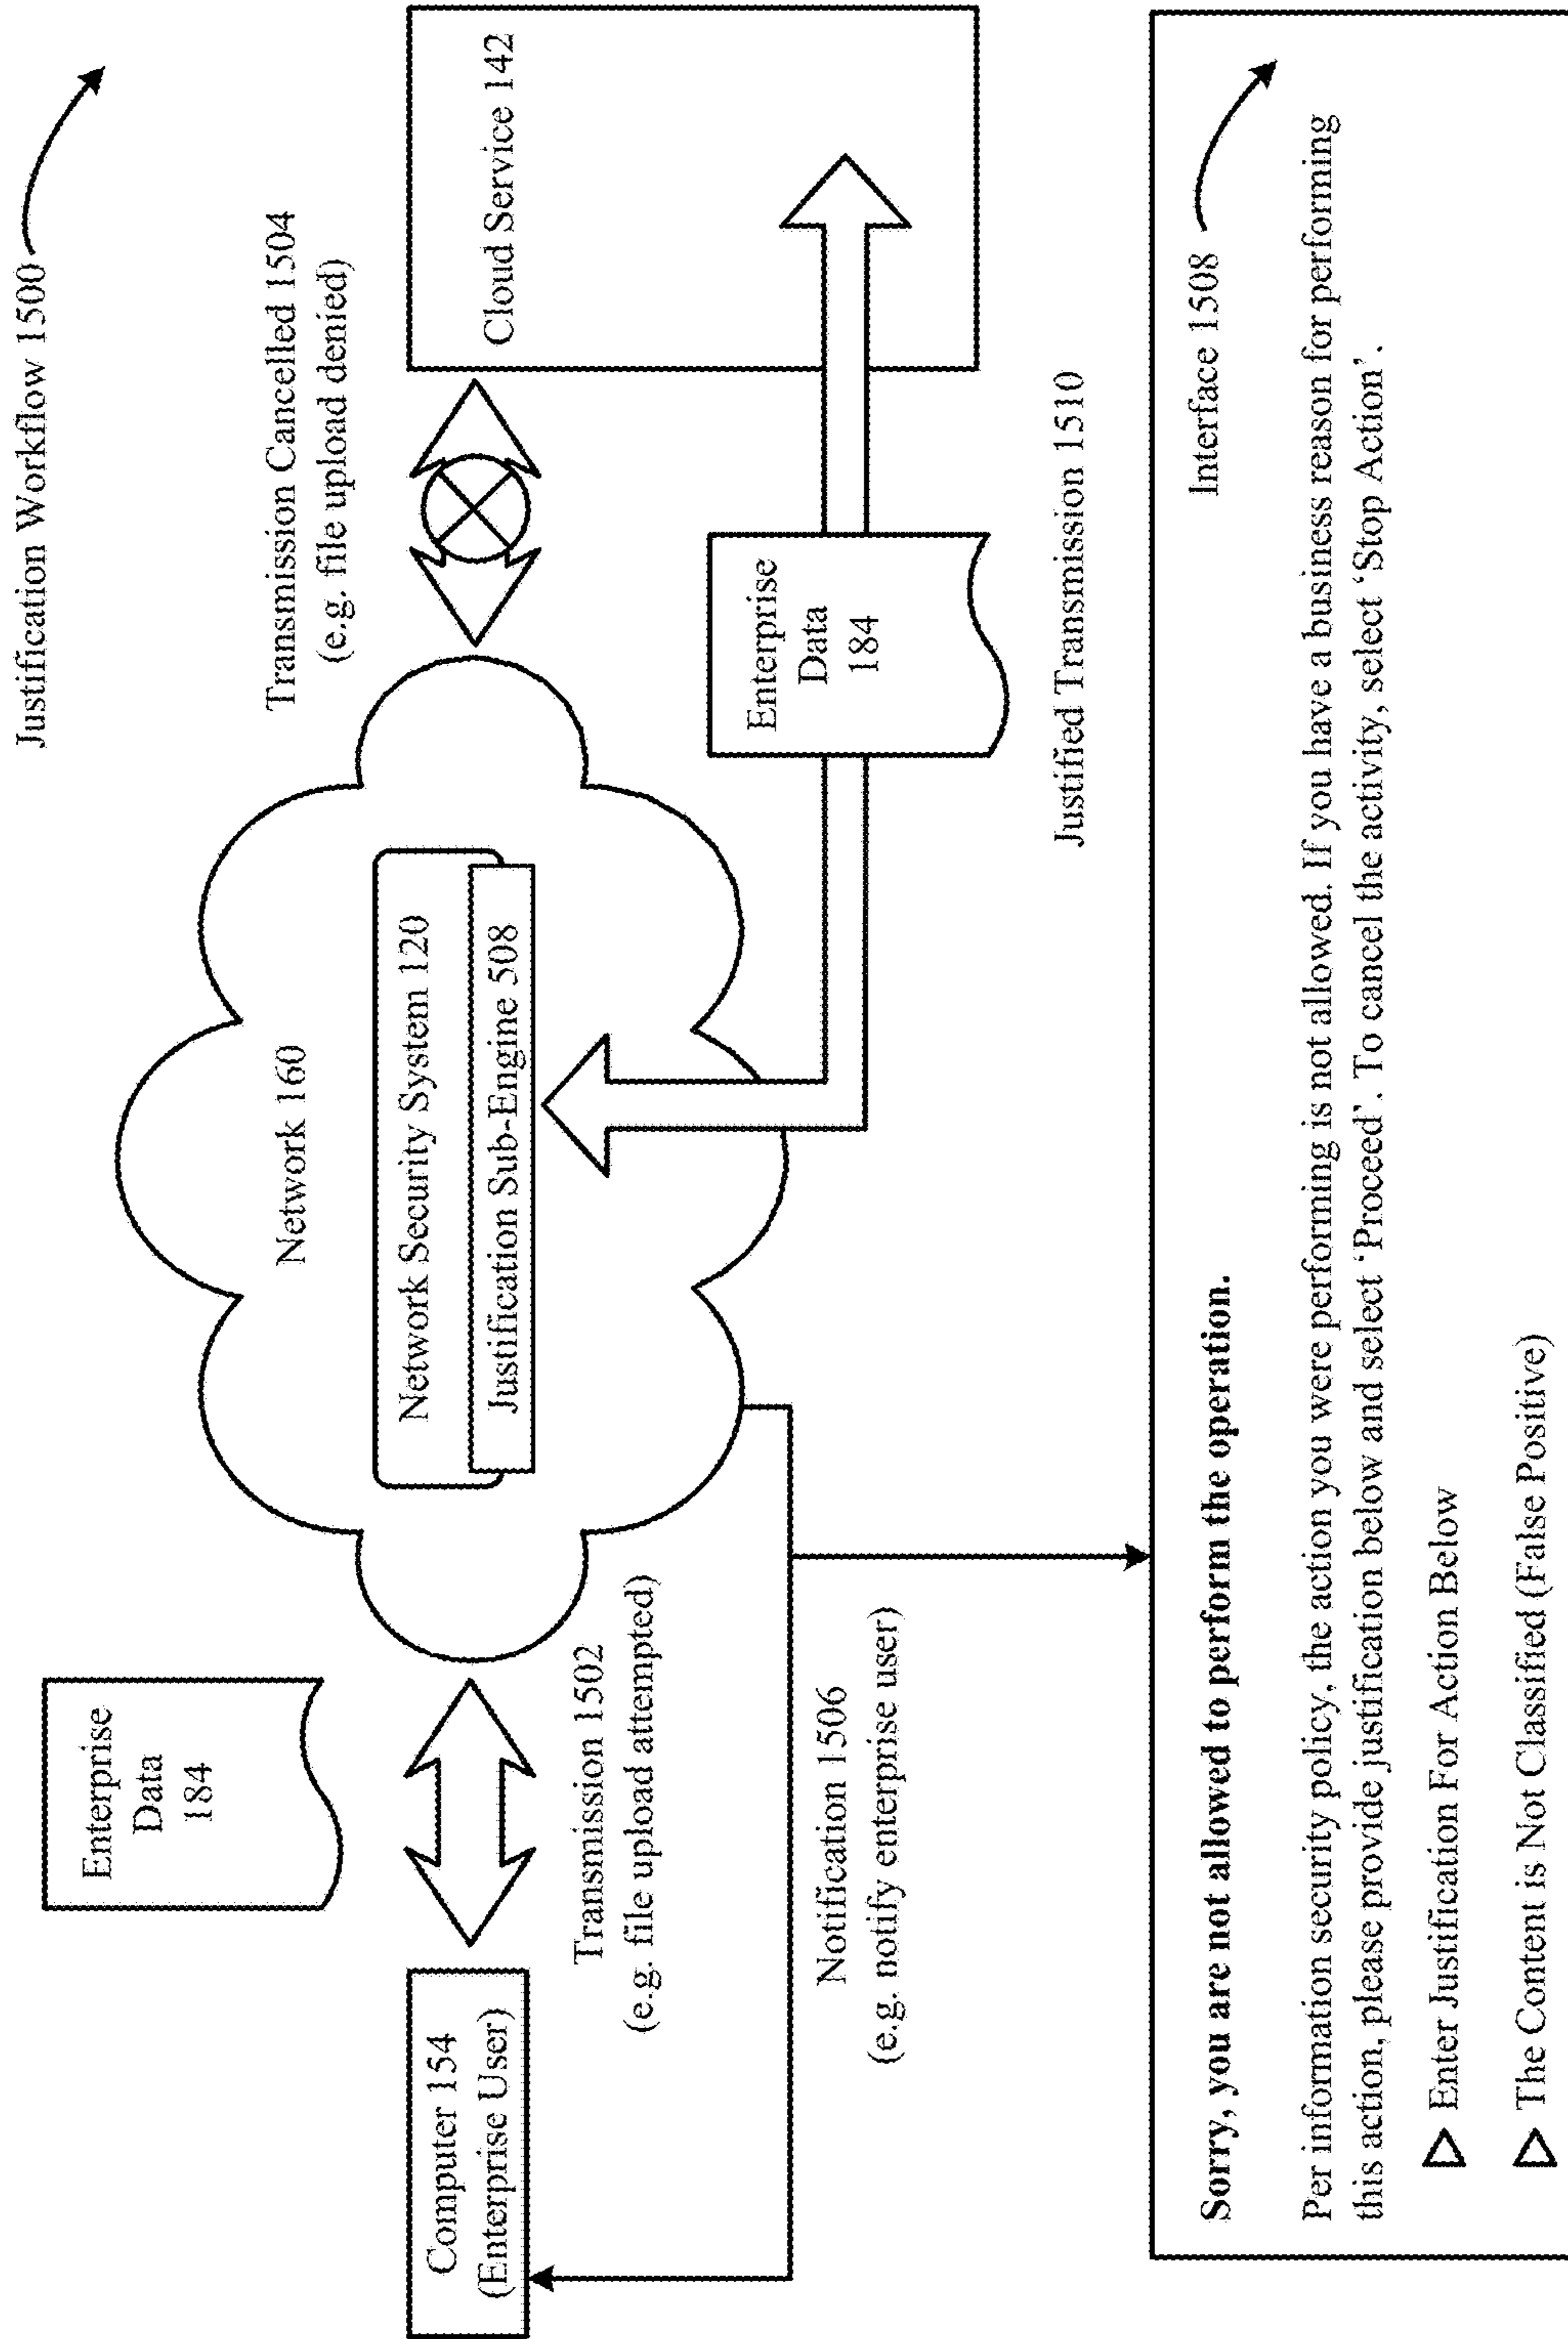 Justification Workflow 1500
Enterprise
Data
184
Computer 154
(Enterprise User)
Transmission 1502
(e.g. file upload attempted)
Network 160
Network Security System 120
Justification Sub-Engine 508
Transmission Cancelled 1504
(e.g. file upload denied)
Cloud Service 142
Enterprise
Data
184
Notification 1506
(e.g. notify enterprise user)
Justified Transmission 1510
Interface 1508
Sorry, you are not allowed to perform the operation.
Per information security policy, the action you were performing is not allowed. If you have a business reason for performing
this action, please provide justification below and select ‘Proceed’. To cancel the activity, select ‘Stop Action’.
Enter Justification For Action Below
The Content is Not Classified (False Positive)